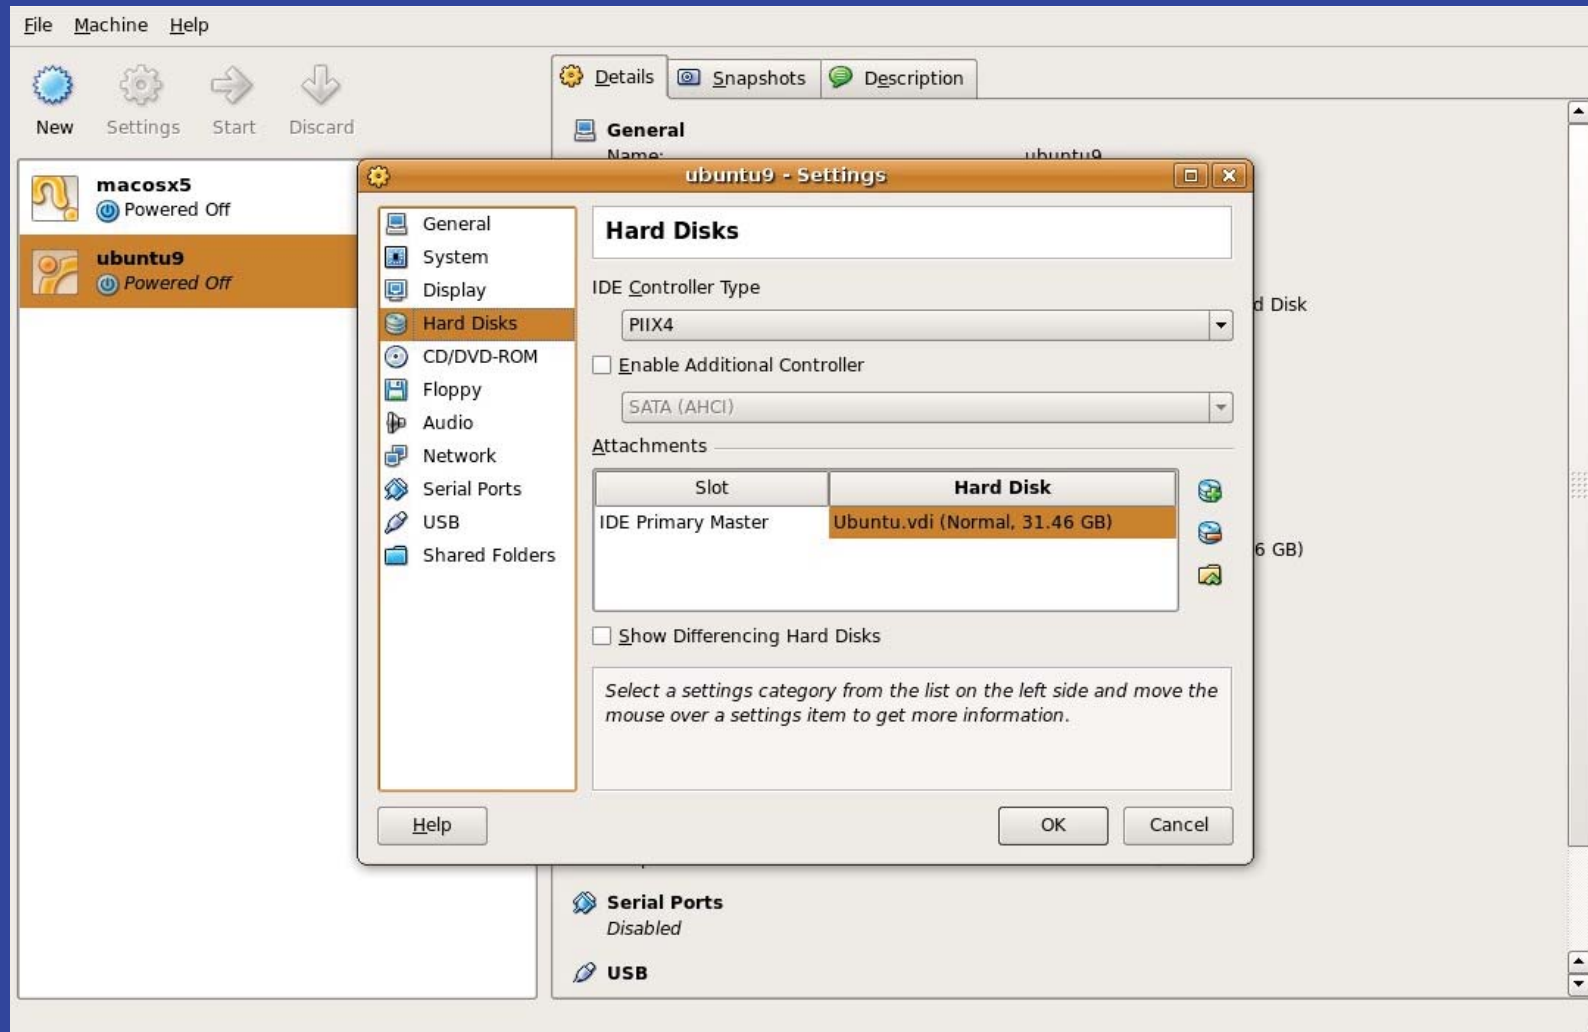 File Machine Help
New Settings Start Discard
macosx5
Powered Off
ubuntu9
Powered Off
Details Snapshots Description
General
Name: ubuntu9
d Disk
6 GB)
ubuntu9 - Settings
General
System
Display
Hard Disks
CD/DVD-ROM
Floppy
Audio
Network
Serial Ports
USB
Shared Folders
Hard Disks
IDE Controller Type
PIIX4
Enable Additional Controller
SATA (AHCI)
Attachments
Slot Hard Disk
IDE Primary Master Ubuntu.vdi (Normal, 31.46 GB)
Show Differencing Hard Disks
Select a settings category from the list on the left side and move the
mouse over a settings item to get more information.
Help OK Cancel
Serial Ports
Disabled
USB